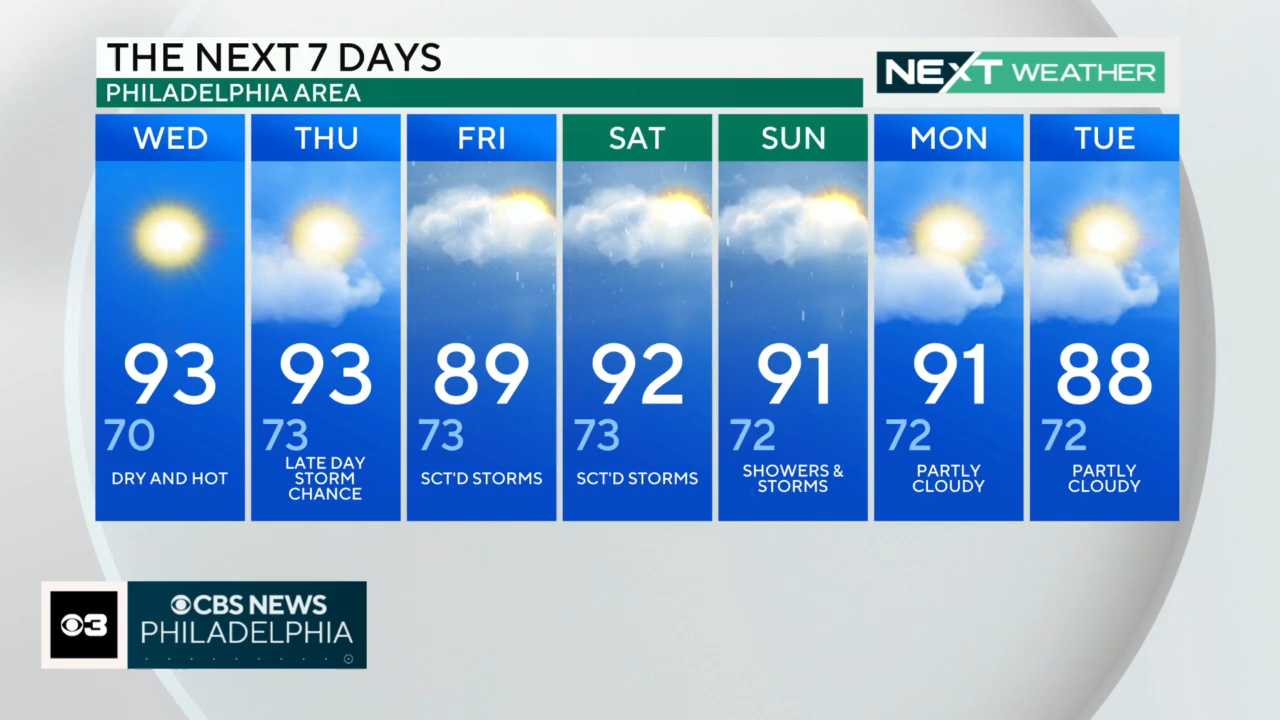 THE NEXT 7 DAYS
PHILADELPHIA AREA
NEXT WEATHER
WED
THU
FRI
SAT
SUN
MON
TUE
93
93
89
92
91
91
88
70
73
73
73
72
72
72
DRY AND HOT
LATE DAY
STORM
CHANCE
SCT'D STORMS
SCT'D STORMS
SHOWERS &
STORMS
PARTLY
CLOUDY
PARTLY
CLOUDY
3
CBS NEWS
PHILADELPHIA